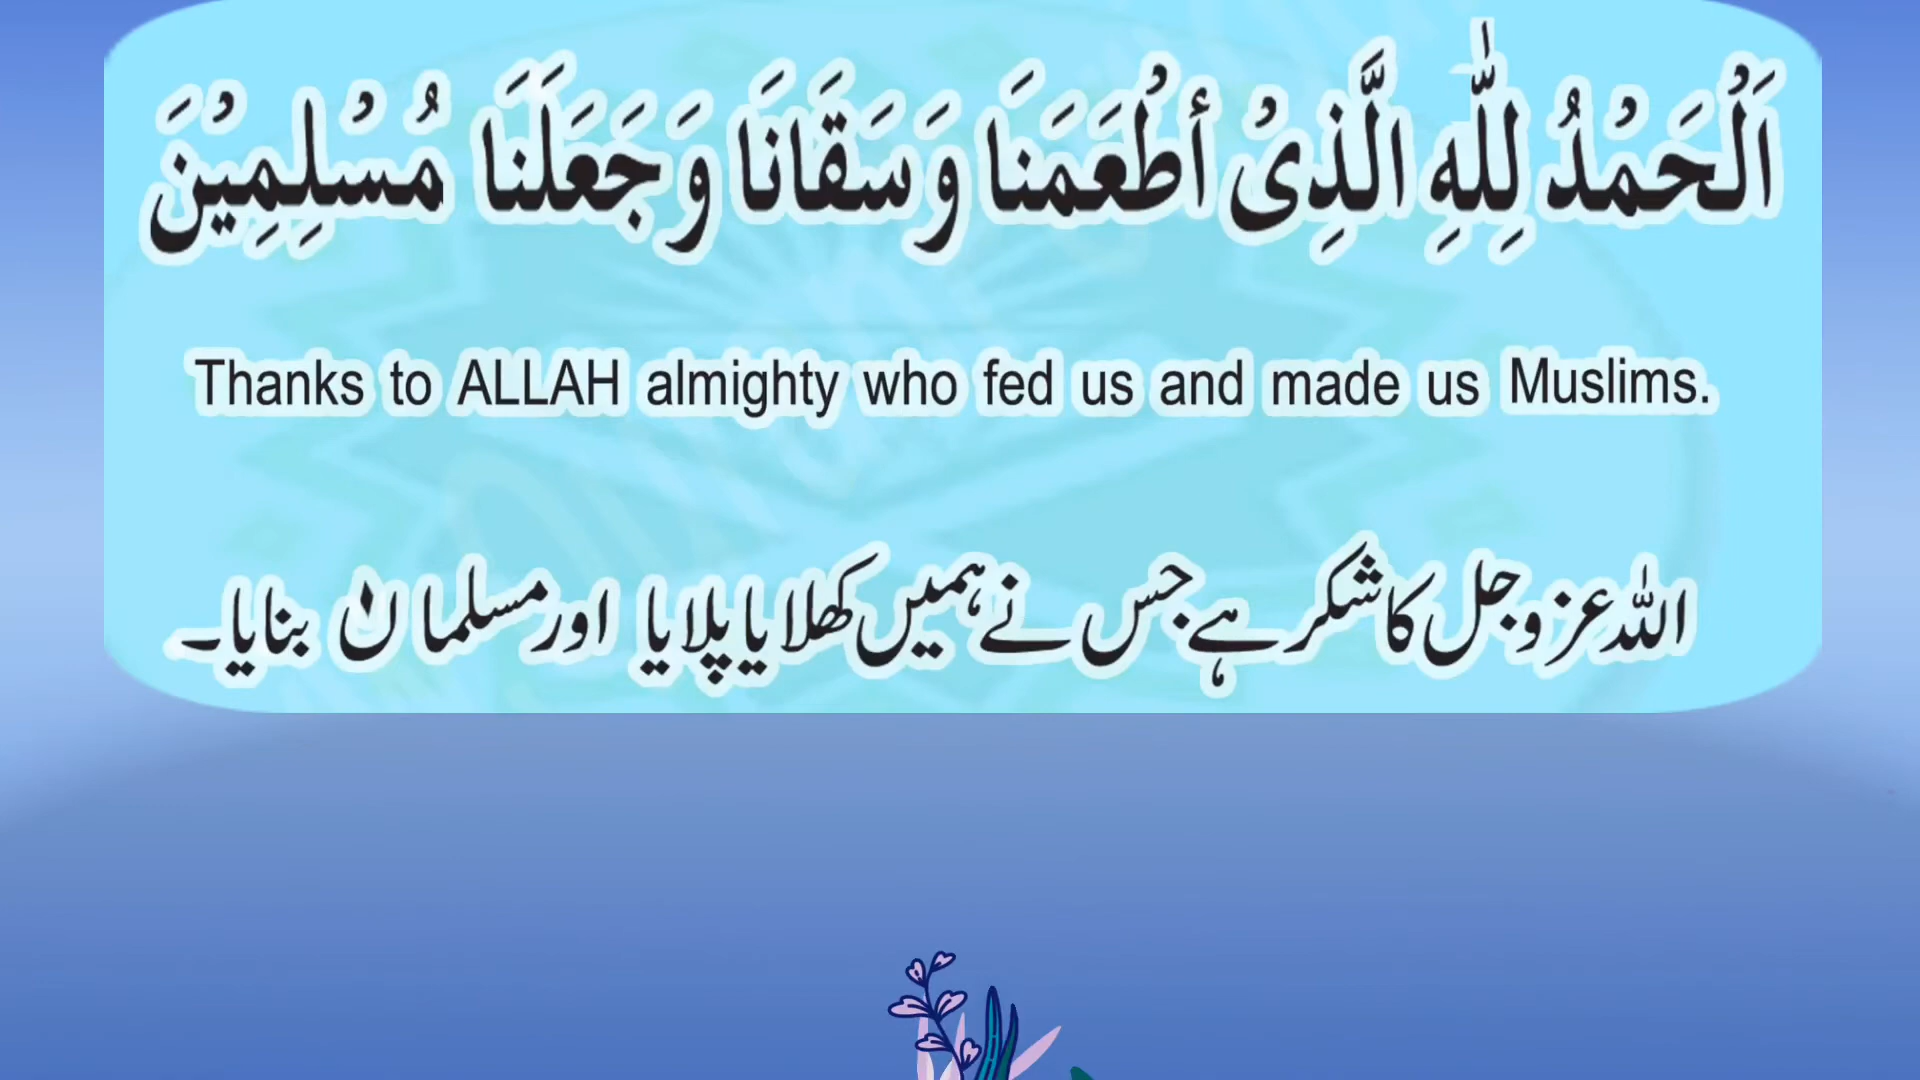 اَلْحَمْدُ لِلّٰهِ الَّذِىْ أطْعَمَنَا وَسَقَانَا وَجَعَلَنَا مُسْلِمِيْنَ
Thanks to ALLAH almighty who fed us and made us Muslims.
اللہ عزوجل کا شکر ہے جس نے ہمیں کھلایا پلایا اور مسلمان بنایا۔